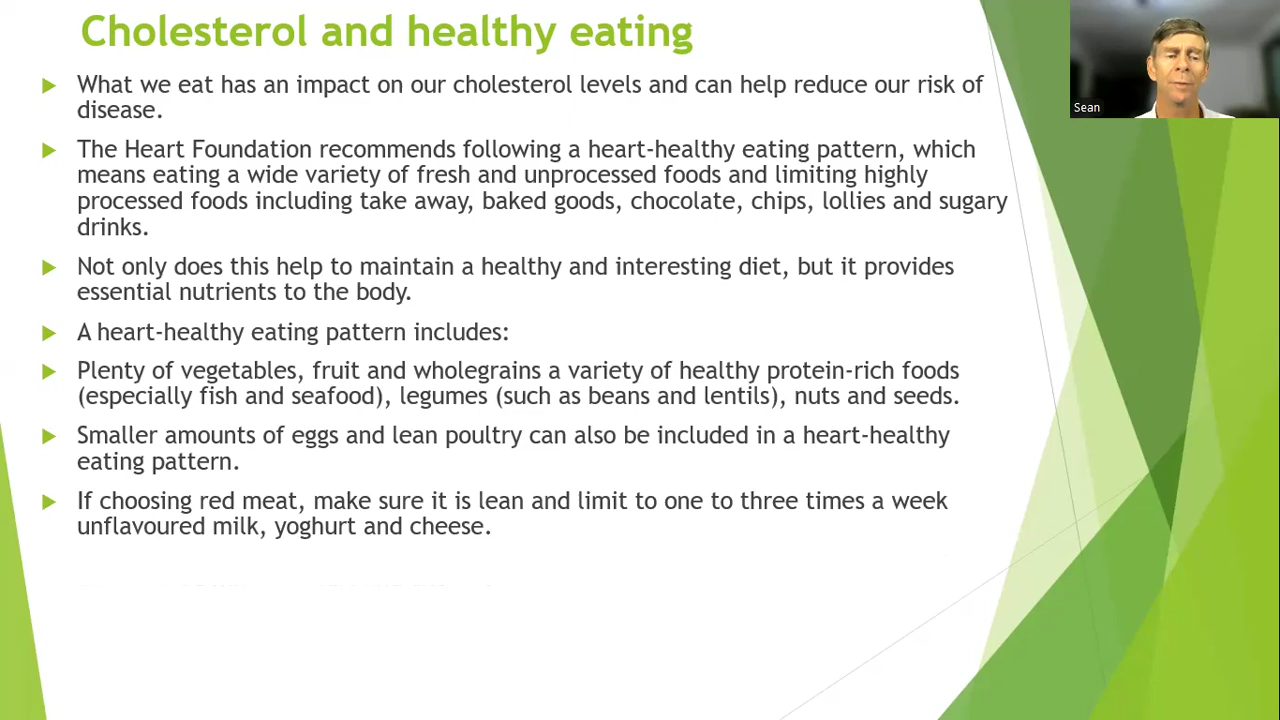 Cholesterol and healthy eating
What we eat has an impact on our cholesterol levels and can help reduce our risk of
disease.
The Heart Foundation recommends following a heart-healthy eating pattern, which
means eating a wide variety of fresh and unprocessed foods and limiting highly
processed foods including take away, baked goods, chocolate, chips, lollies and sugary
drinks.
Not only does this help to maintain a healthy and interesting diet, but it provides
essential nutrients to the body.
A heart-healthy eating pattern includes:
Plenty of vegetables, fruit and wholegrains a variety of healthy protein-rich foods
(especially fish and seafood), legumes (such as beans and lentils), nuts and seeds.
Smaller amounts of eggs and lean poultry can also be included in a heart-healthy
eating pattern.
If choosing red meat, make sure it is lean and limit to one to three times a week
unflavoured milk, yoghurt and cheese.
Sean